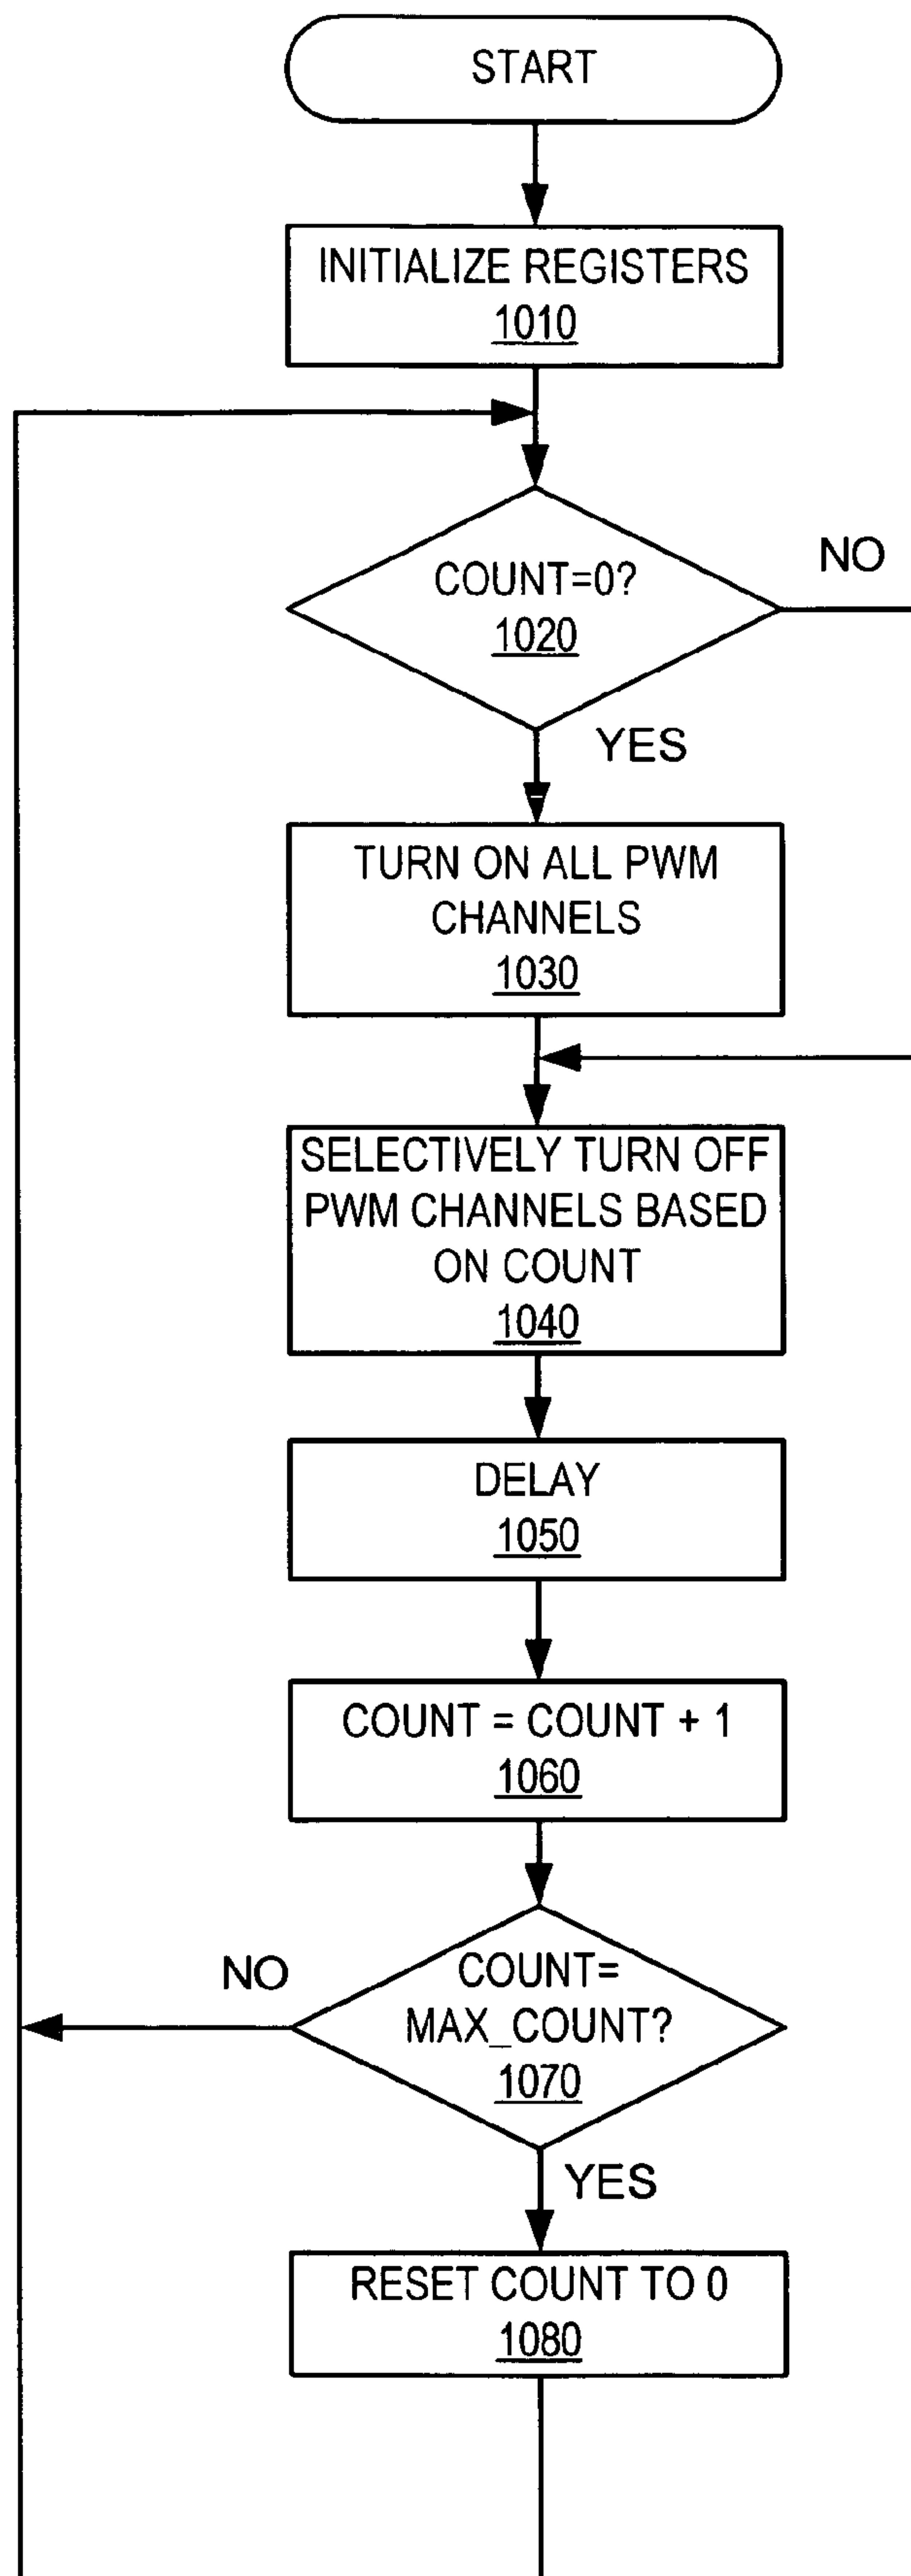 START
INITIALIZE REGISTERS
1010
COUNT=0?
1020
NO
YES
TURN ON ALL PWM
CHANNELS
1030
SELECTIVELY TURN OFF
PWM CHANNELS BASED
ON COUNT
1040
DELAY
1050
COUNT = COUNT + 1
1060
NO
COUNT=
MAX_COUNT?
1070
YES
RESET COUNT TO 0
1080